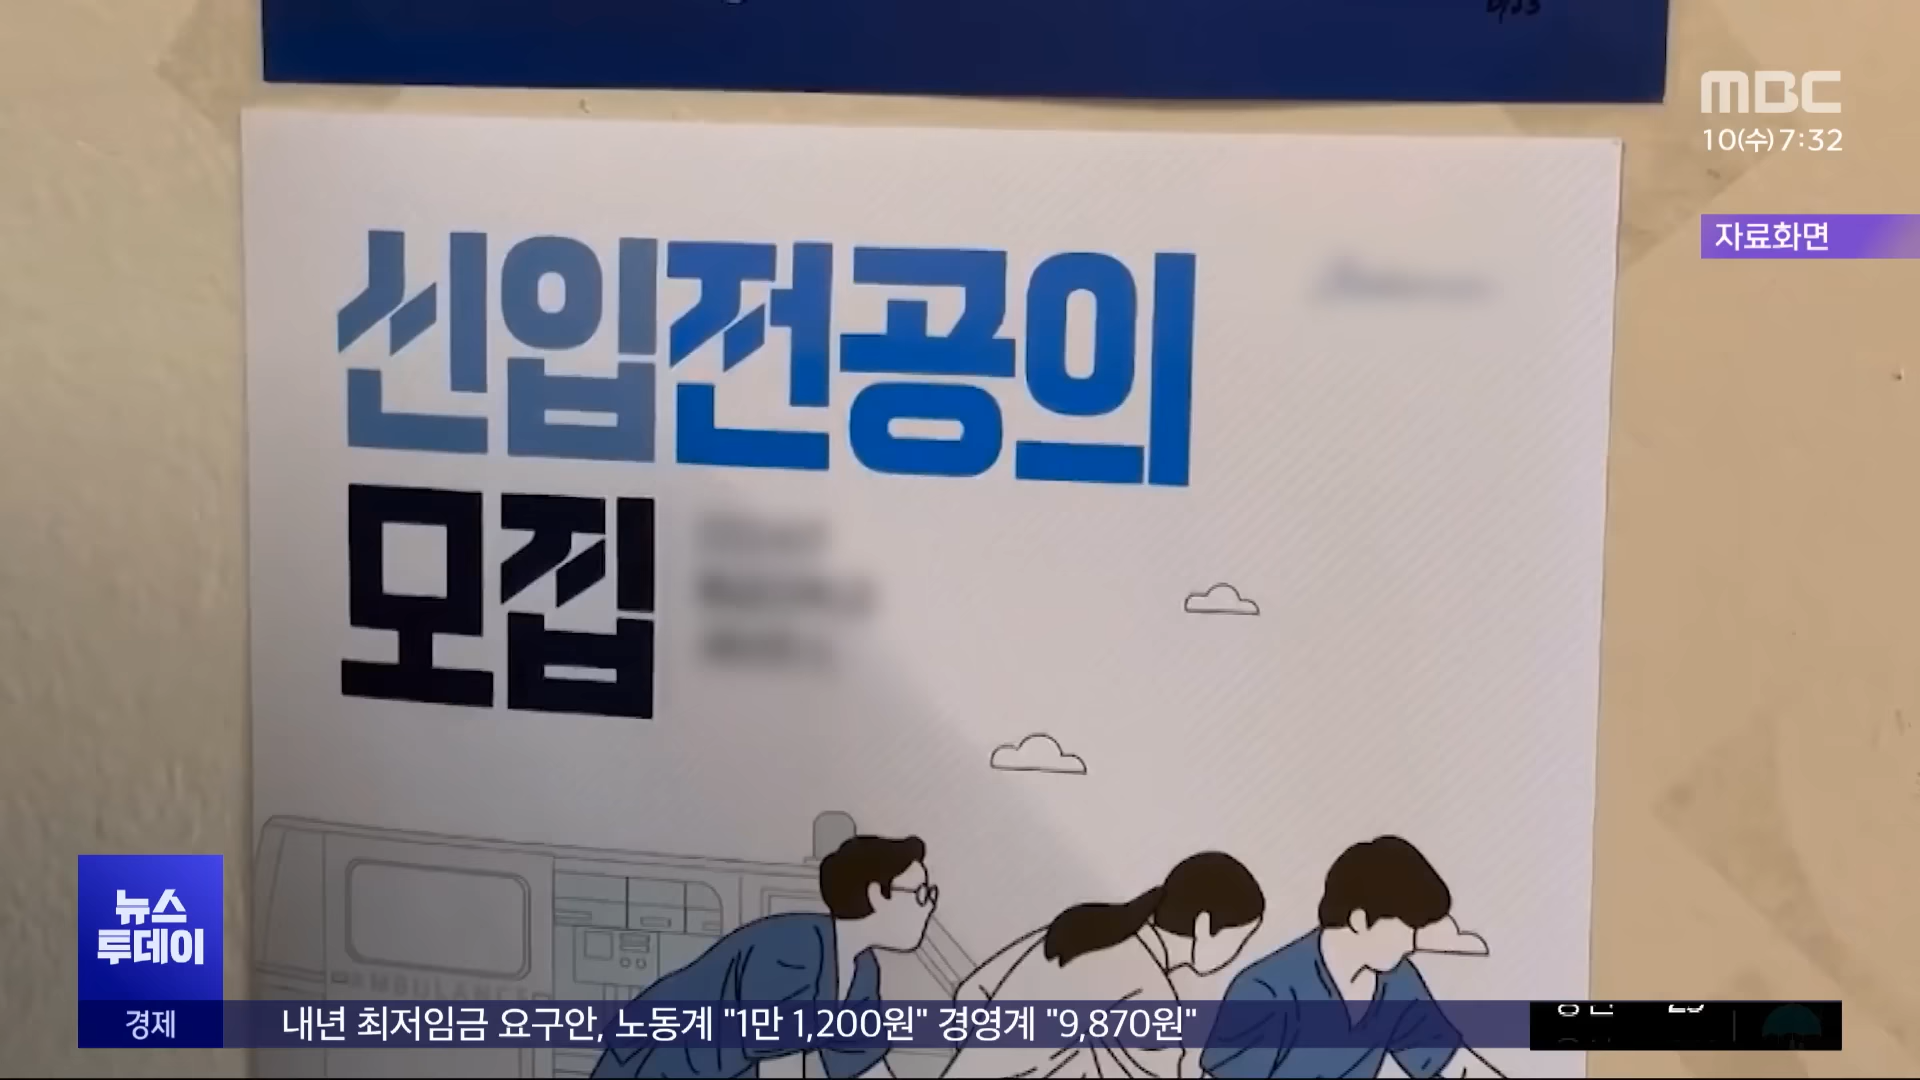 MBC
10(수) 7:32
자료화면
신입전공의
모집
AMBULANCE
뉴스
투데이
경제
내년 최저임금 요구안, 노동계 "1만 1,200원" 경영계 "9,870원"